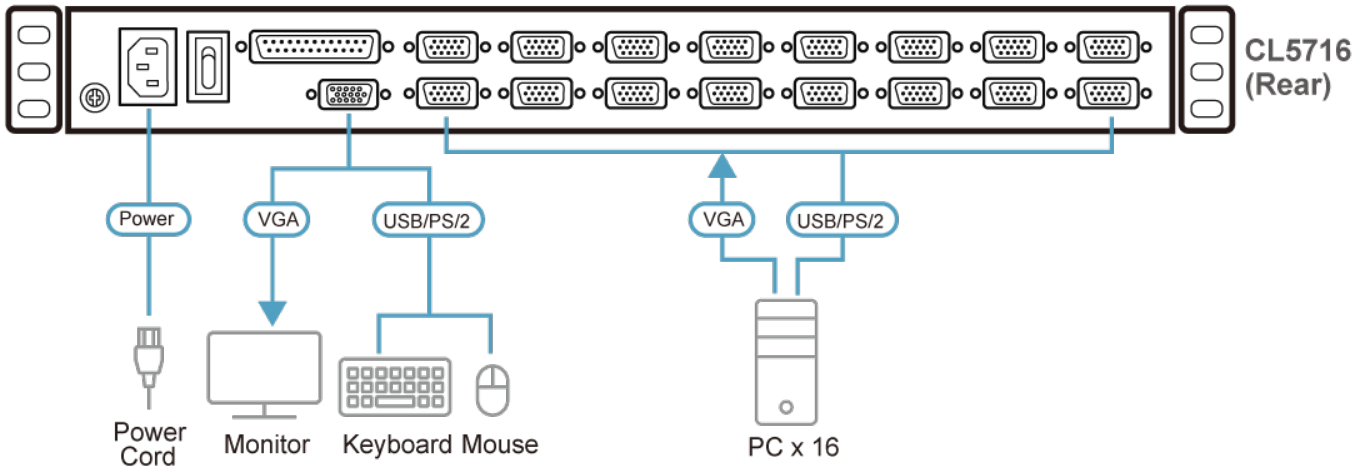 CL5716
(Rear)
Power
VGA
USB/PS/2
VGA
USB/PS/2
Power
Cord
Monitor
Keyboard
Mouse
PC x 16